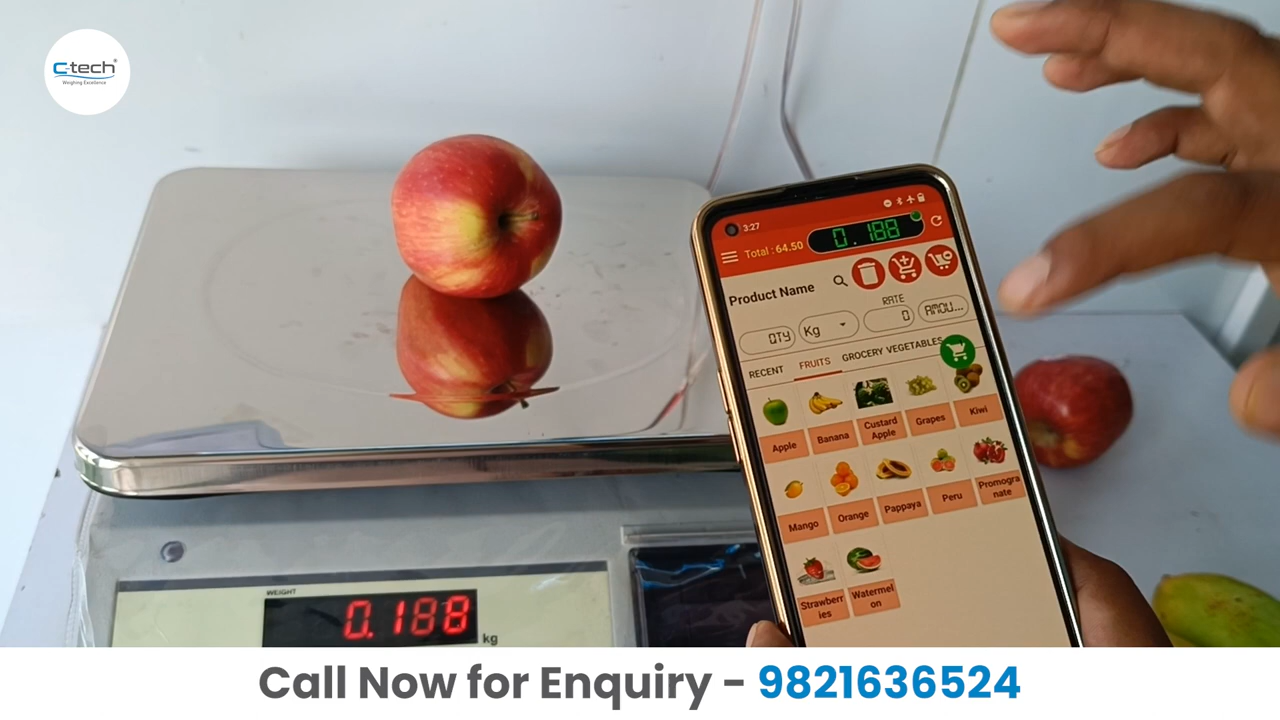 C-tech®
Weighing Excellence
3:27
Total : 64.50
0.188
Product Name
QTY
Kg
RATE
0
AMOU...
RECENT
FRUITS
GROCERY
VEGETABLES
Apple
Banana
Custard
Apple
Grapes
Kiwi
Mango
Orange
Pappaya
Peru
Promogra
nate
Strawberr
ies
Watermel
on
WEIGHT
0.188
kg
Call Now for Enquiry - 9821636524